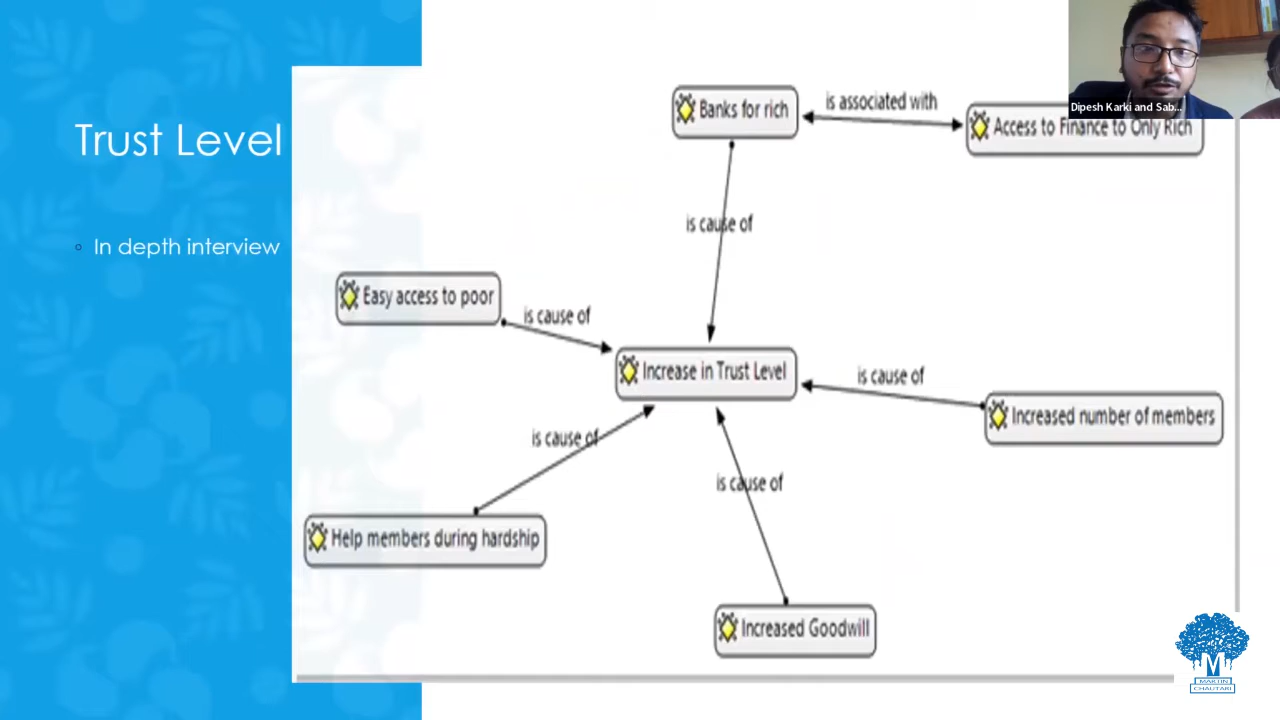 Trust Level
◦ In depth interview
Banks for rich
is associated with
Access to Finance to Only Rich
is cause of
Easy access to poor
is cause of
Increase in Trust Level
is cause of
Increased number of members
is cause of
Help members during hardship
is cause of
Increased Goodwill
Dipesh Karki and Sab...
M
MARTIN
CHAUTARI